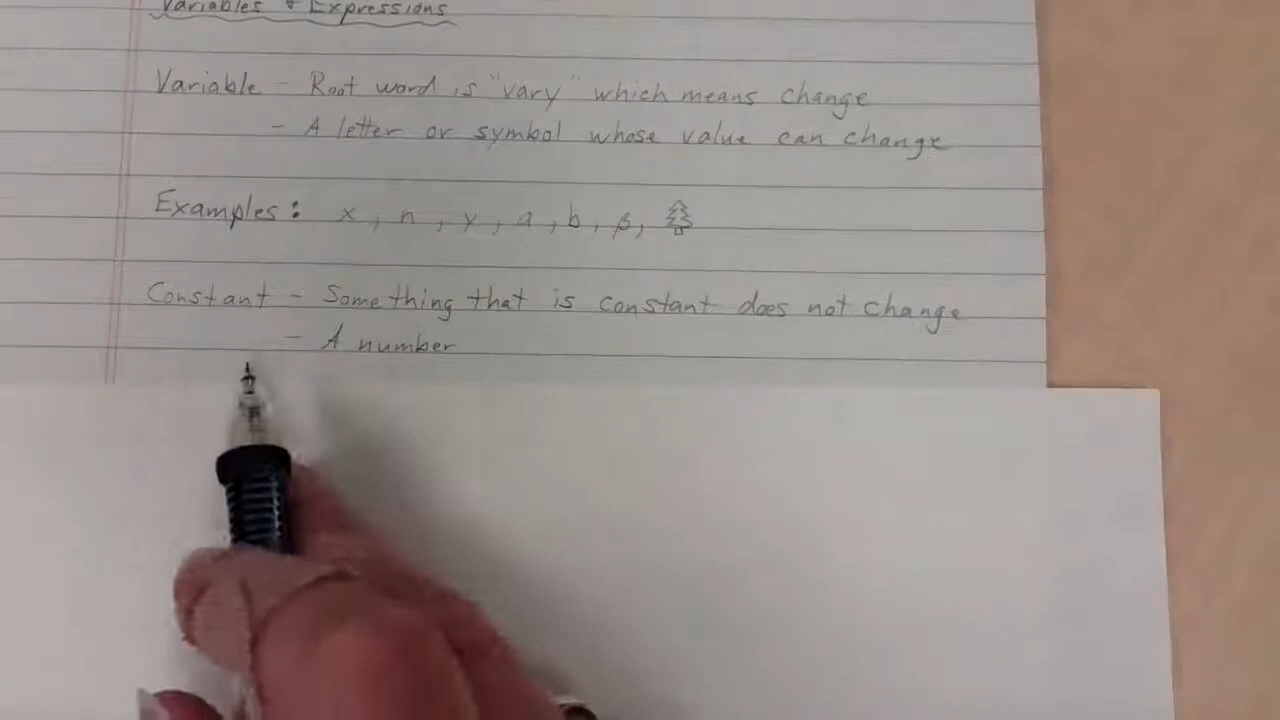 Variables & Expressions
Variable - Root word is "vary" which means change
- A letter or symbol whose value can change
Examples: x, n, y, a, b, β,
Constant - Something that is constant does not change
- A number